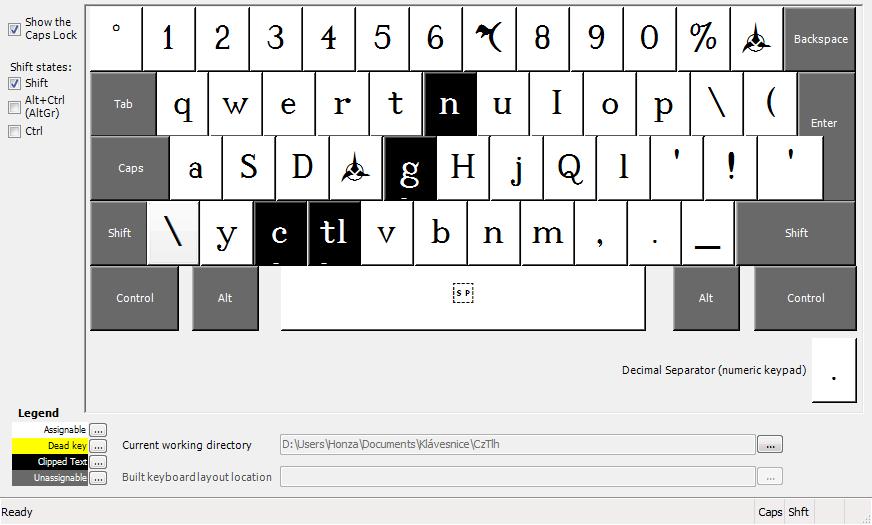 Show the
Caps Lock
Shift states:
Shift
Alt+Ctrl
(AltGr)
Ctrl
° 1 2 3 4 5 6 8 9 0 % Backspace
Tab q w e r t n u I o p \ ( Enter
Caps a S D g H j Q l ' ! '
Shift \ y c tl v b n m , . _ Shift
Control Alt SP Alt Control
Decimal Separator (numeric keypad) .
Legend
Assignable ...
Dead key ...
Clipped Text ...
Unassignable ...
Current working directory D:\Users\Honza\Documents\Klávesnice\CzTlh ...
Built keyboard layout location ...
Ready Caps Shft